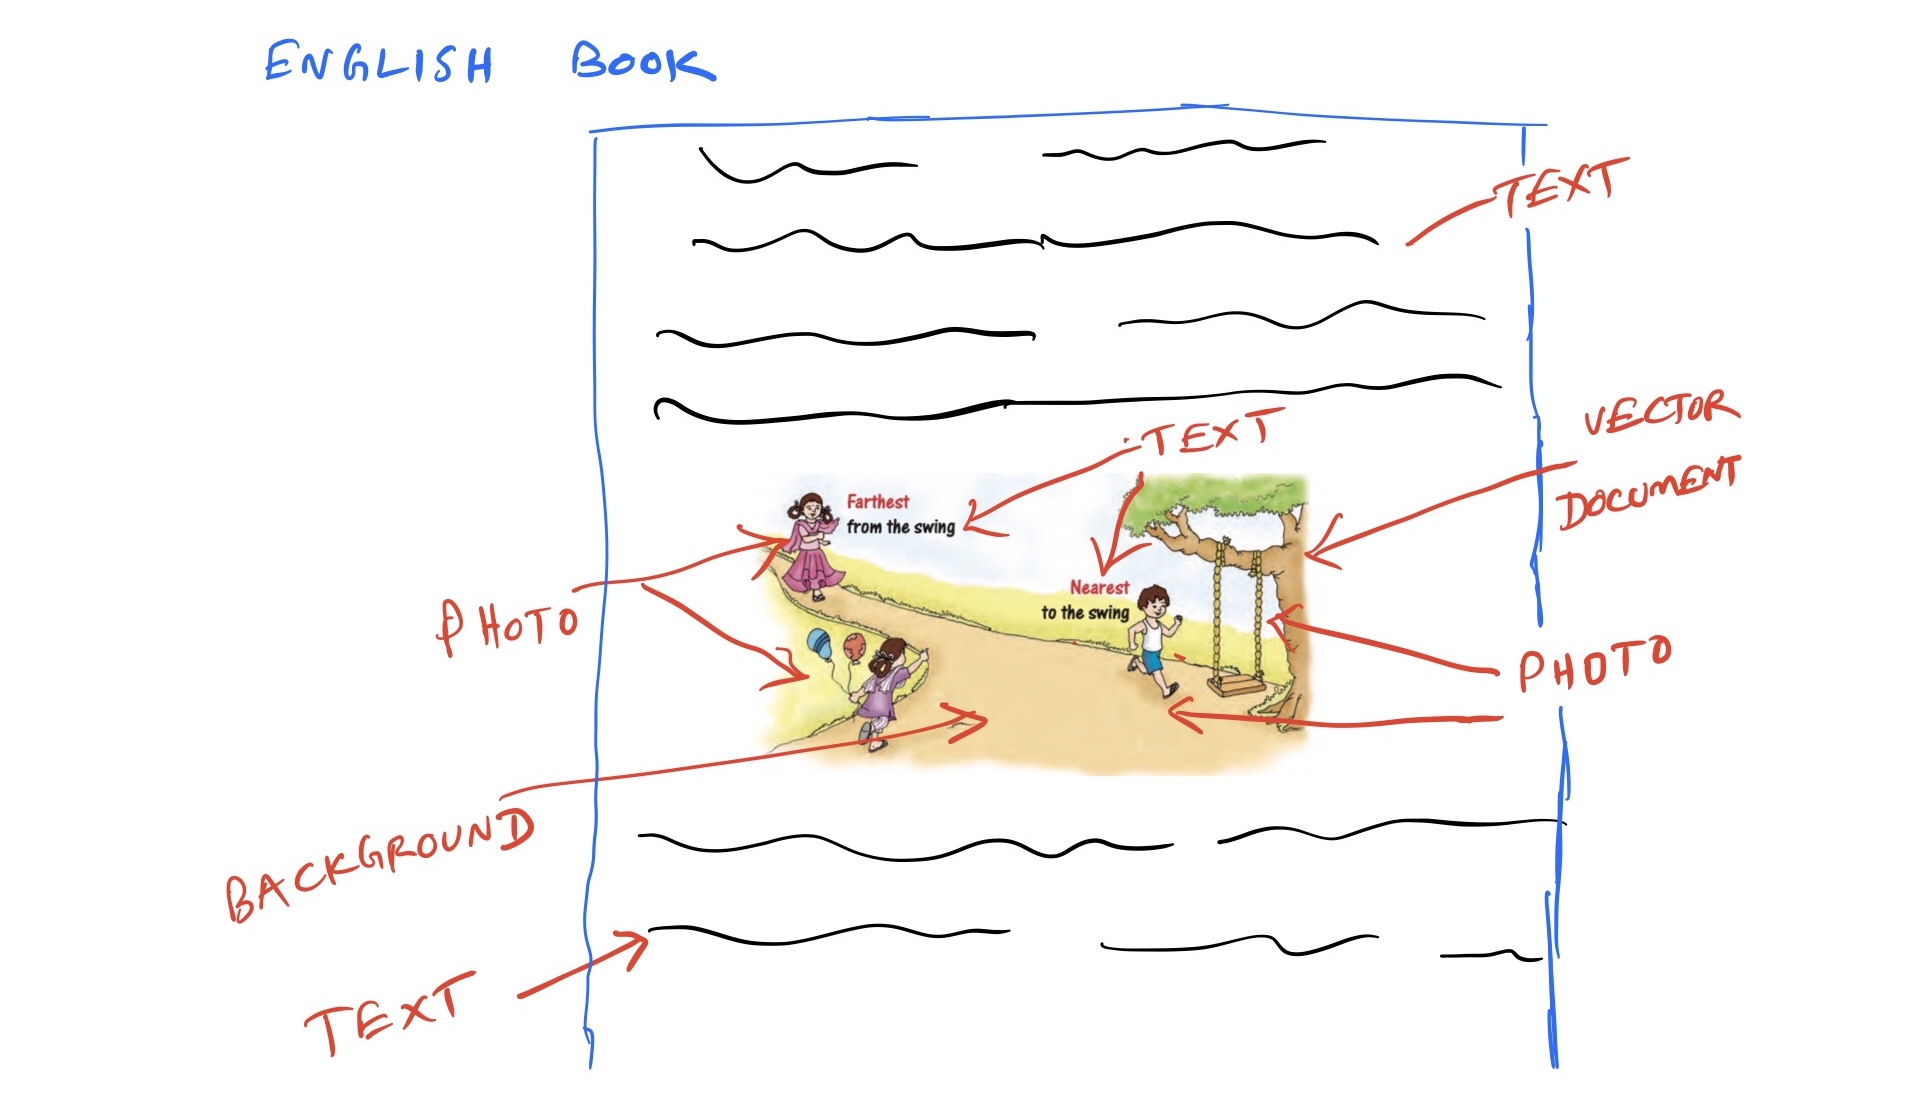 ENGLISH BOOK
TEXT
VECTOR
DOCUMENT
TEXT
Farthest
from the swing
Nearest
to the swing
PHOTO
PHOTO
BACKGROUND
TEXT